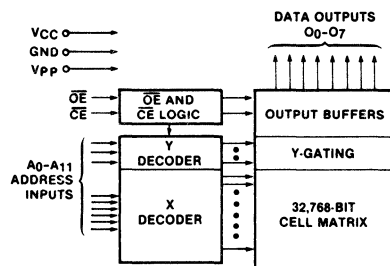 DATA OUTPUTS
O0–O7
VCC
GND
VPP
OE
CE
OE AND
CE LOGIC
OUTPUT BUFFERS
A0–A11
ADDRESS
INPUTS
Y
DECODER
Y-GATING
X
DECODER
32,768-BIT
CELL MATRIX